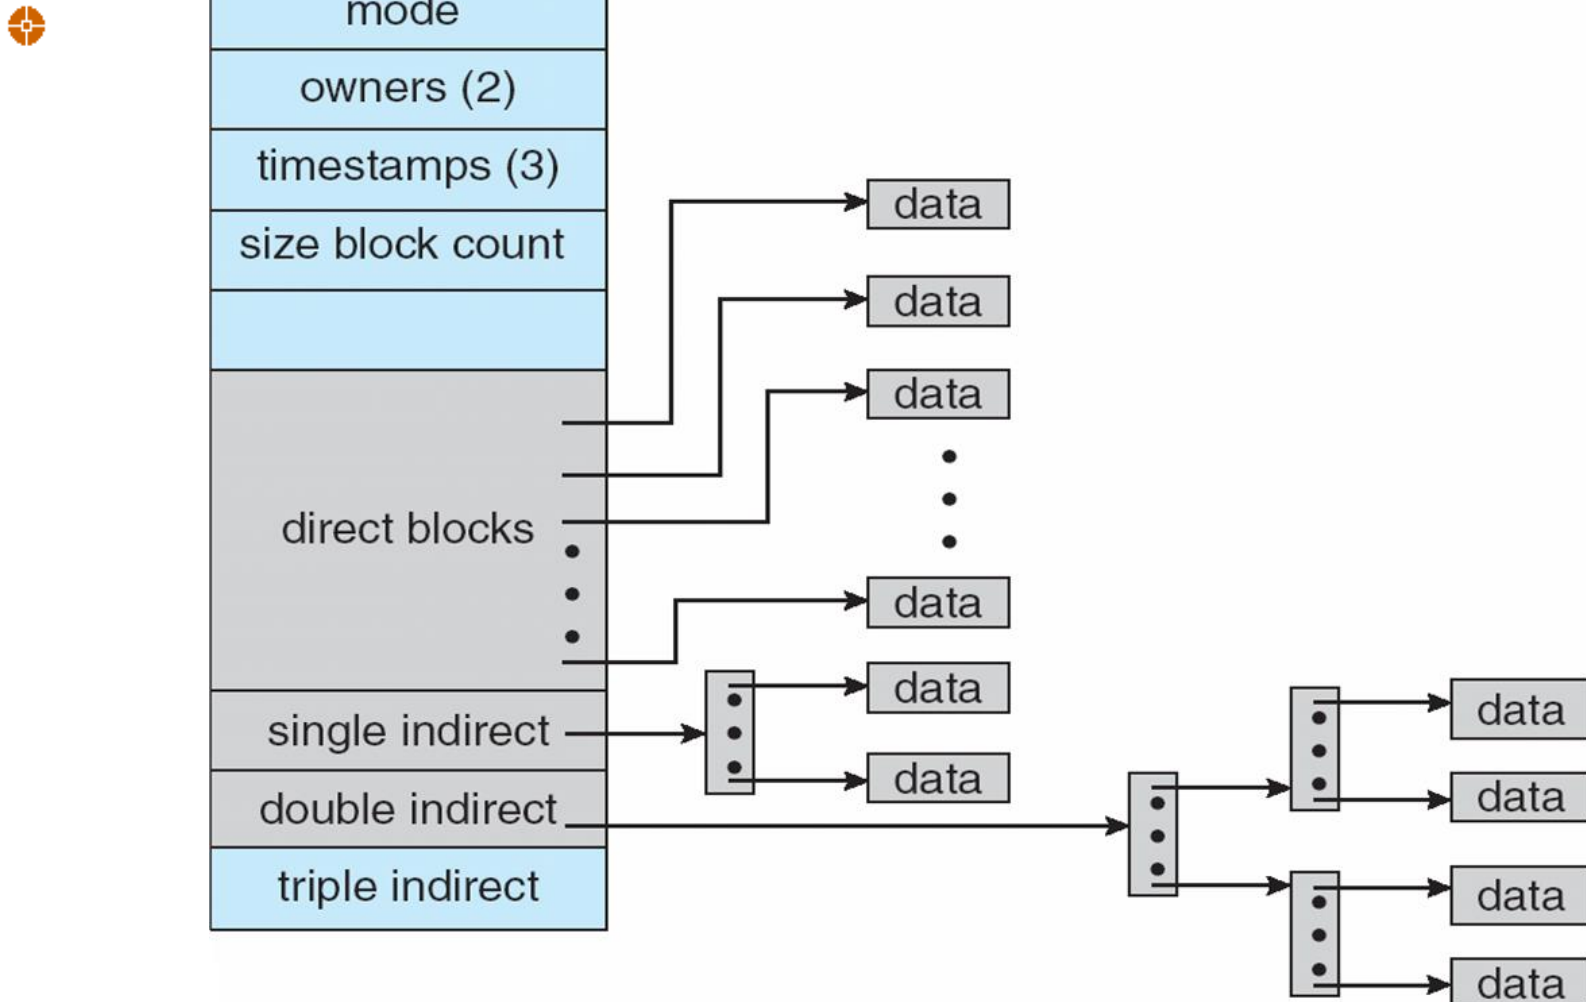 mode
owners (2)
timestamps (3)
size block count
direct blocks
single indirect
double indirect
triple indirect
data
data
data
data
data
data
data
data
data
data